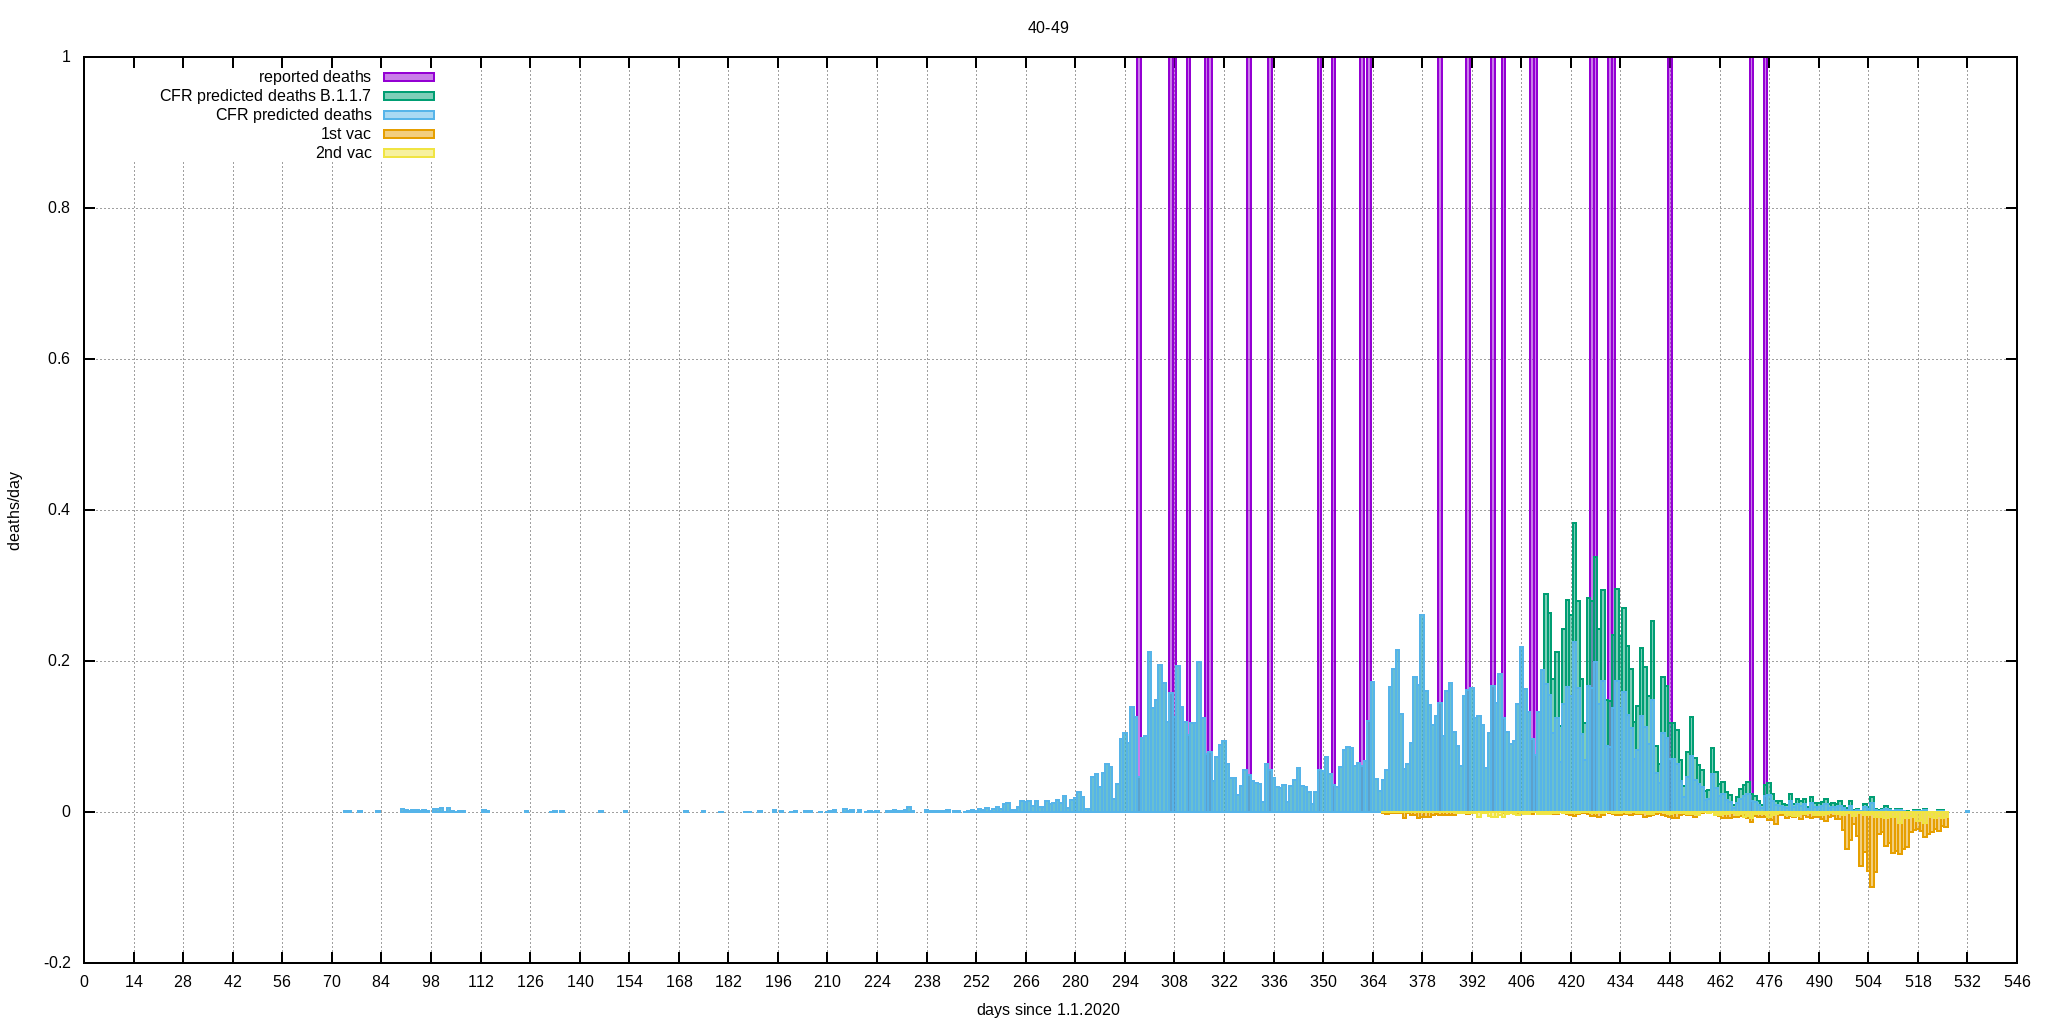 40-49
reported deaths
CFR predicted deaths B.1.1.7
CFR predicted deaths
1st vac
2nd vac
1
0.8
0.6
0.4
0.2
0
-0.2
deaths/day
0 14 28 42 56 70 84 98 112 126 140 154 168 182 196 210 224 238 252 266 280 294 308 322 336 350 364 378 392 406 420 434 448 462 476 490 504 518 532 546
days since 1.1.2020